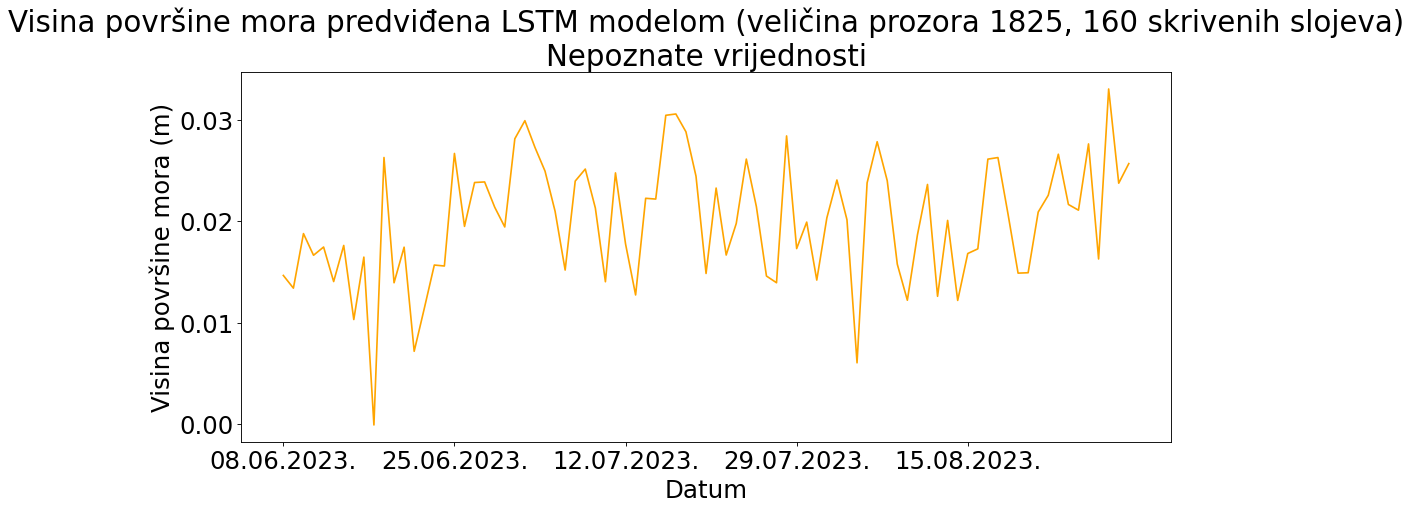 Visina površine mora predviđena LSTM modelom (veličina prozora 1825, 160 skrivenih slojeva)
Nepoznate vrijednosti
Visina površine mora (m)
0.03
0.02
0.01
0.00
08.06.2023. 25.06.2023. 12.07.2023. 29.07.2023. 15.08.2023.
Datum